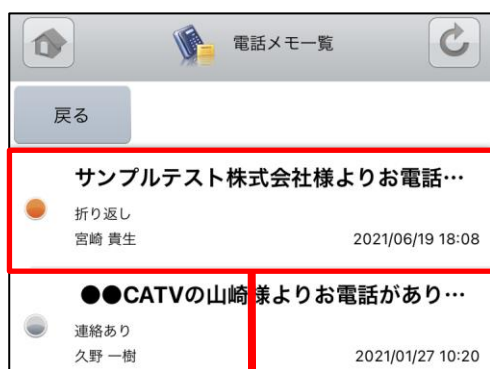 電話メモ一覧
戻る
サンプルテスト株式会社様よりお電話…
折り返し
宮崎 貴生
2021/06/19 18:08
●●CATVの山崎様よりお電話があり…
連絡あり
久野 一樹
2021/01/27 10:20